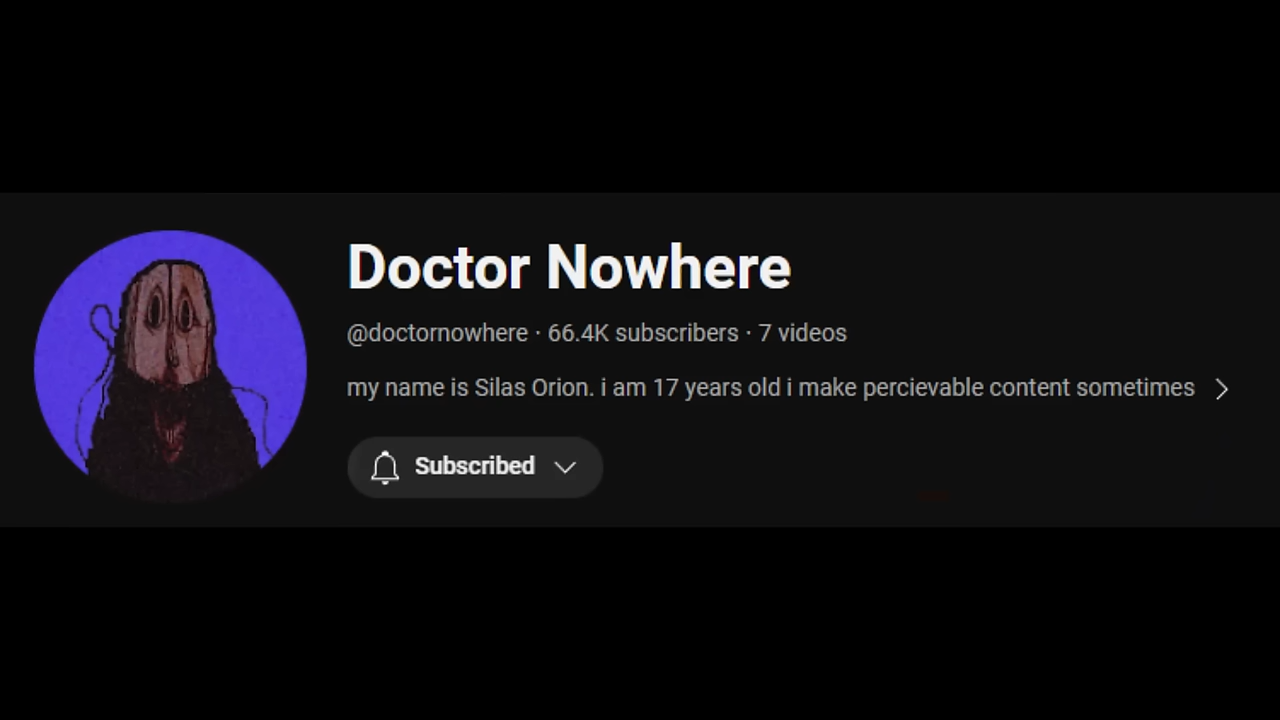 Doctor Nowhere
@doctornowhere · 66.4K subscribers · 7 videos
my name is Silas Orion. i am 17 years old i make percievable content sometimes
Subscribed